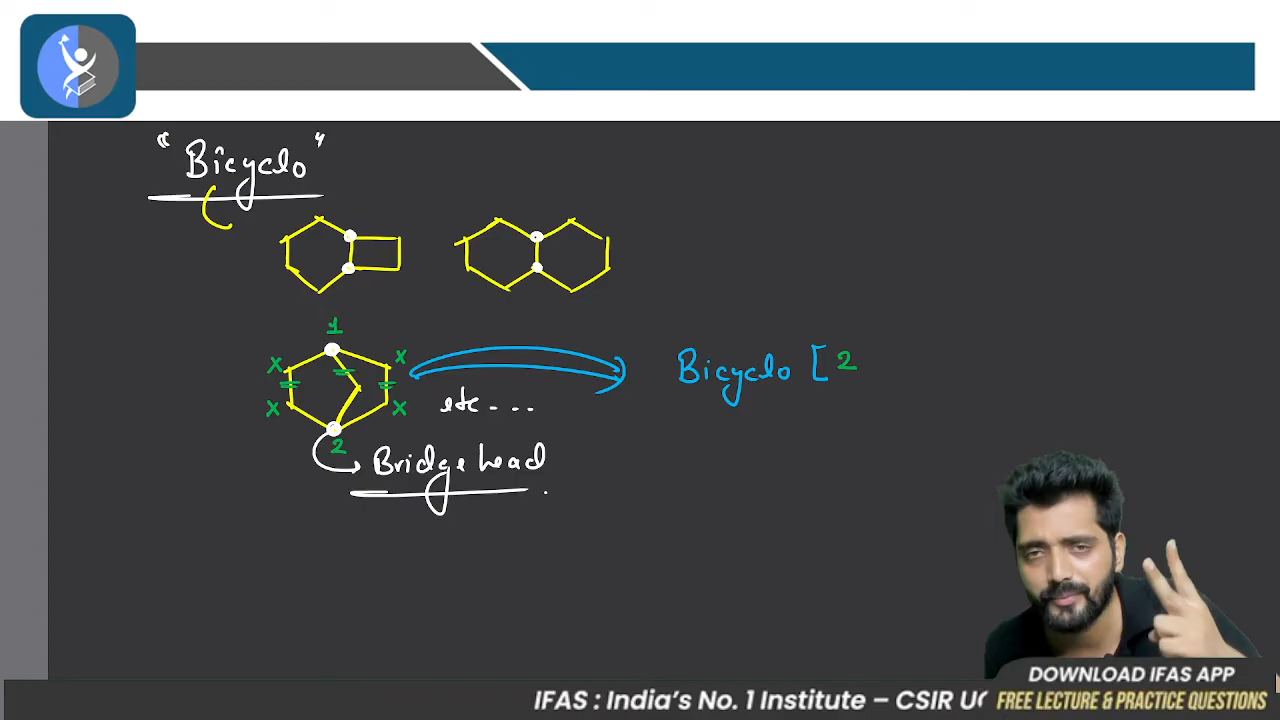 "Bicyclo"
1
x x
x x
2
Bicyclo [2
etc...
Bridgehead
DOWNLOAD IFAS APP
IFAS : India's No. 1 Institute – CSIR UG
FREE LECTURE & PRACTICE QUESTIONS